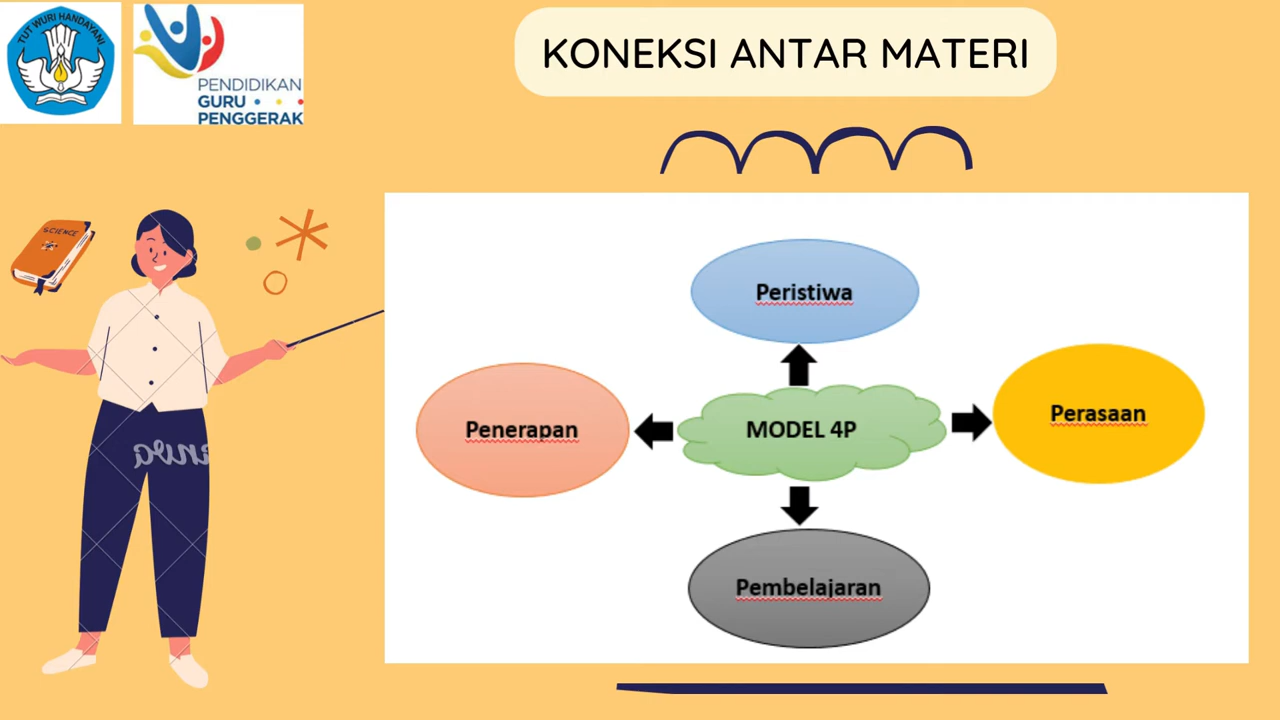 TUT WURI HANDAYANI
PENDIDIKAN
GURU
PENGGERAK
KONEKSI ANTAR MATERI
SCIENCE
Peristiwa
Penerapan
MODEL 4P
Perasaan
Pembelajaran